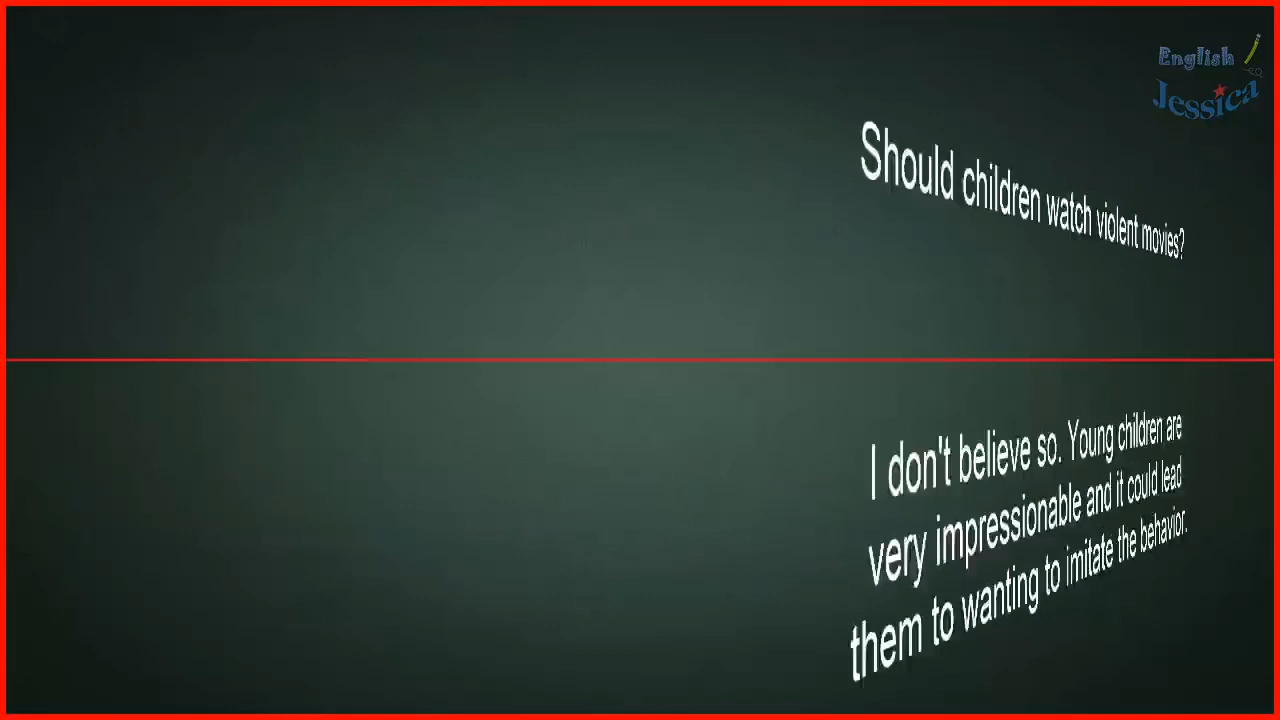 English
Jessica
Should children watch violent movies?
I don't believe so. Young children are
very impressionable and it could lead
them to wanting to imitate the behavior.